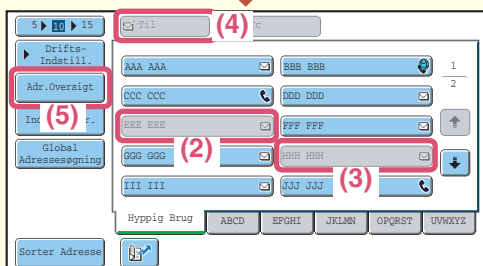 5 10 15
Til
(4)
c
Drifts-
Indstill.
Adr.Oversigt
(5)
Ind r.
Global
Adressesøgning
Sorter Adresse
AAA AAA
BBB BBB
CCC CCC
DDD DDD
EEE EEE
(2)
FFF FFF
GGG GGG
HHH HHH
(3)
III III
JJJ JJJ
1
2
Hyppig Brug
ABCD
EFGHI
JKLMN
OPQRST
UVWXYZ